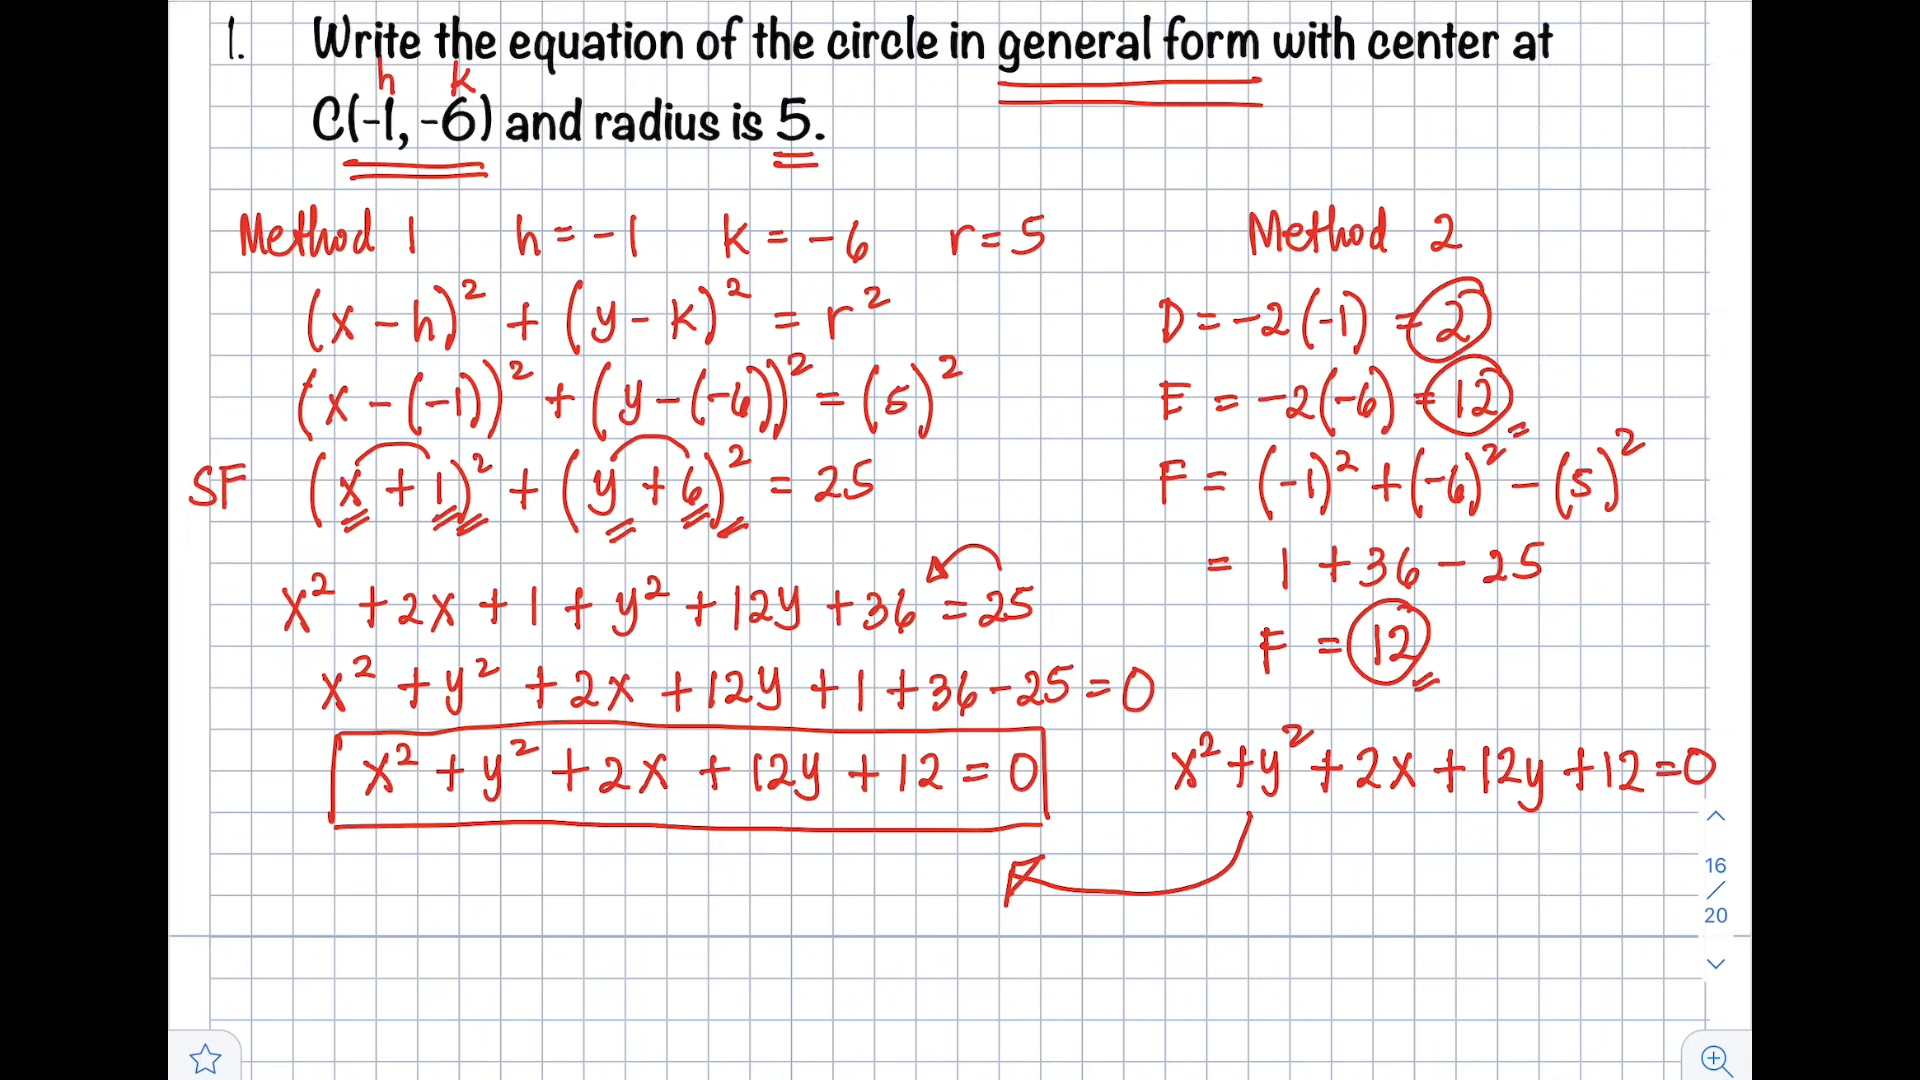 1. Write the equation of the circle in general form with center at
h k
C(-1, -6) and radius is 5.
Method 1 h = -1 k = -6 r = 5
(x - h)² + (y - k)² = r²
(x - (-1))² + (y - (-6))² = (5)²
SF (x + 1)² + (y + 6)² = 25
x² + 2x + 1 + y² + 12y + 36 = 25
x² + y² + 2x + 12y + 1 + 36 - 25 = 0
x² + y² + 2x + 12y + 12 = 0
Method 2
D = -2(-1) = 2
E = -2(-6) = 12
F = (-1)² + (-6)² - (5)²
= 1 + 36 - 25
F = 12
x² + y² + 2x + 12y + 12 = 0
16
/
20